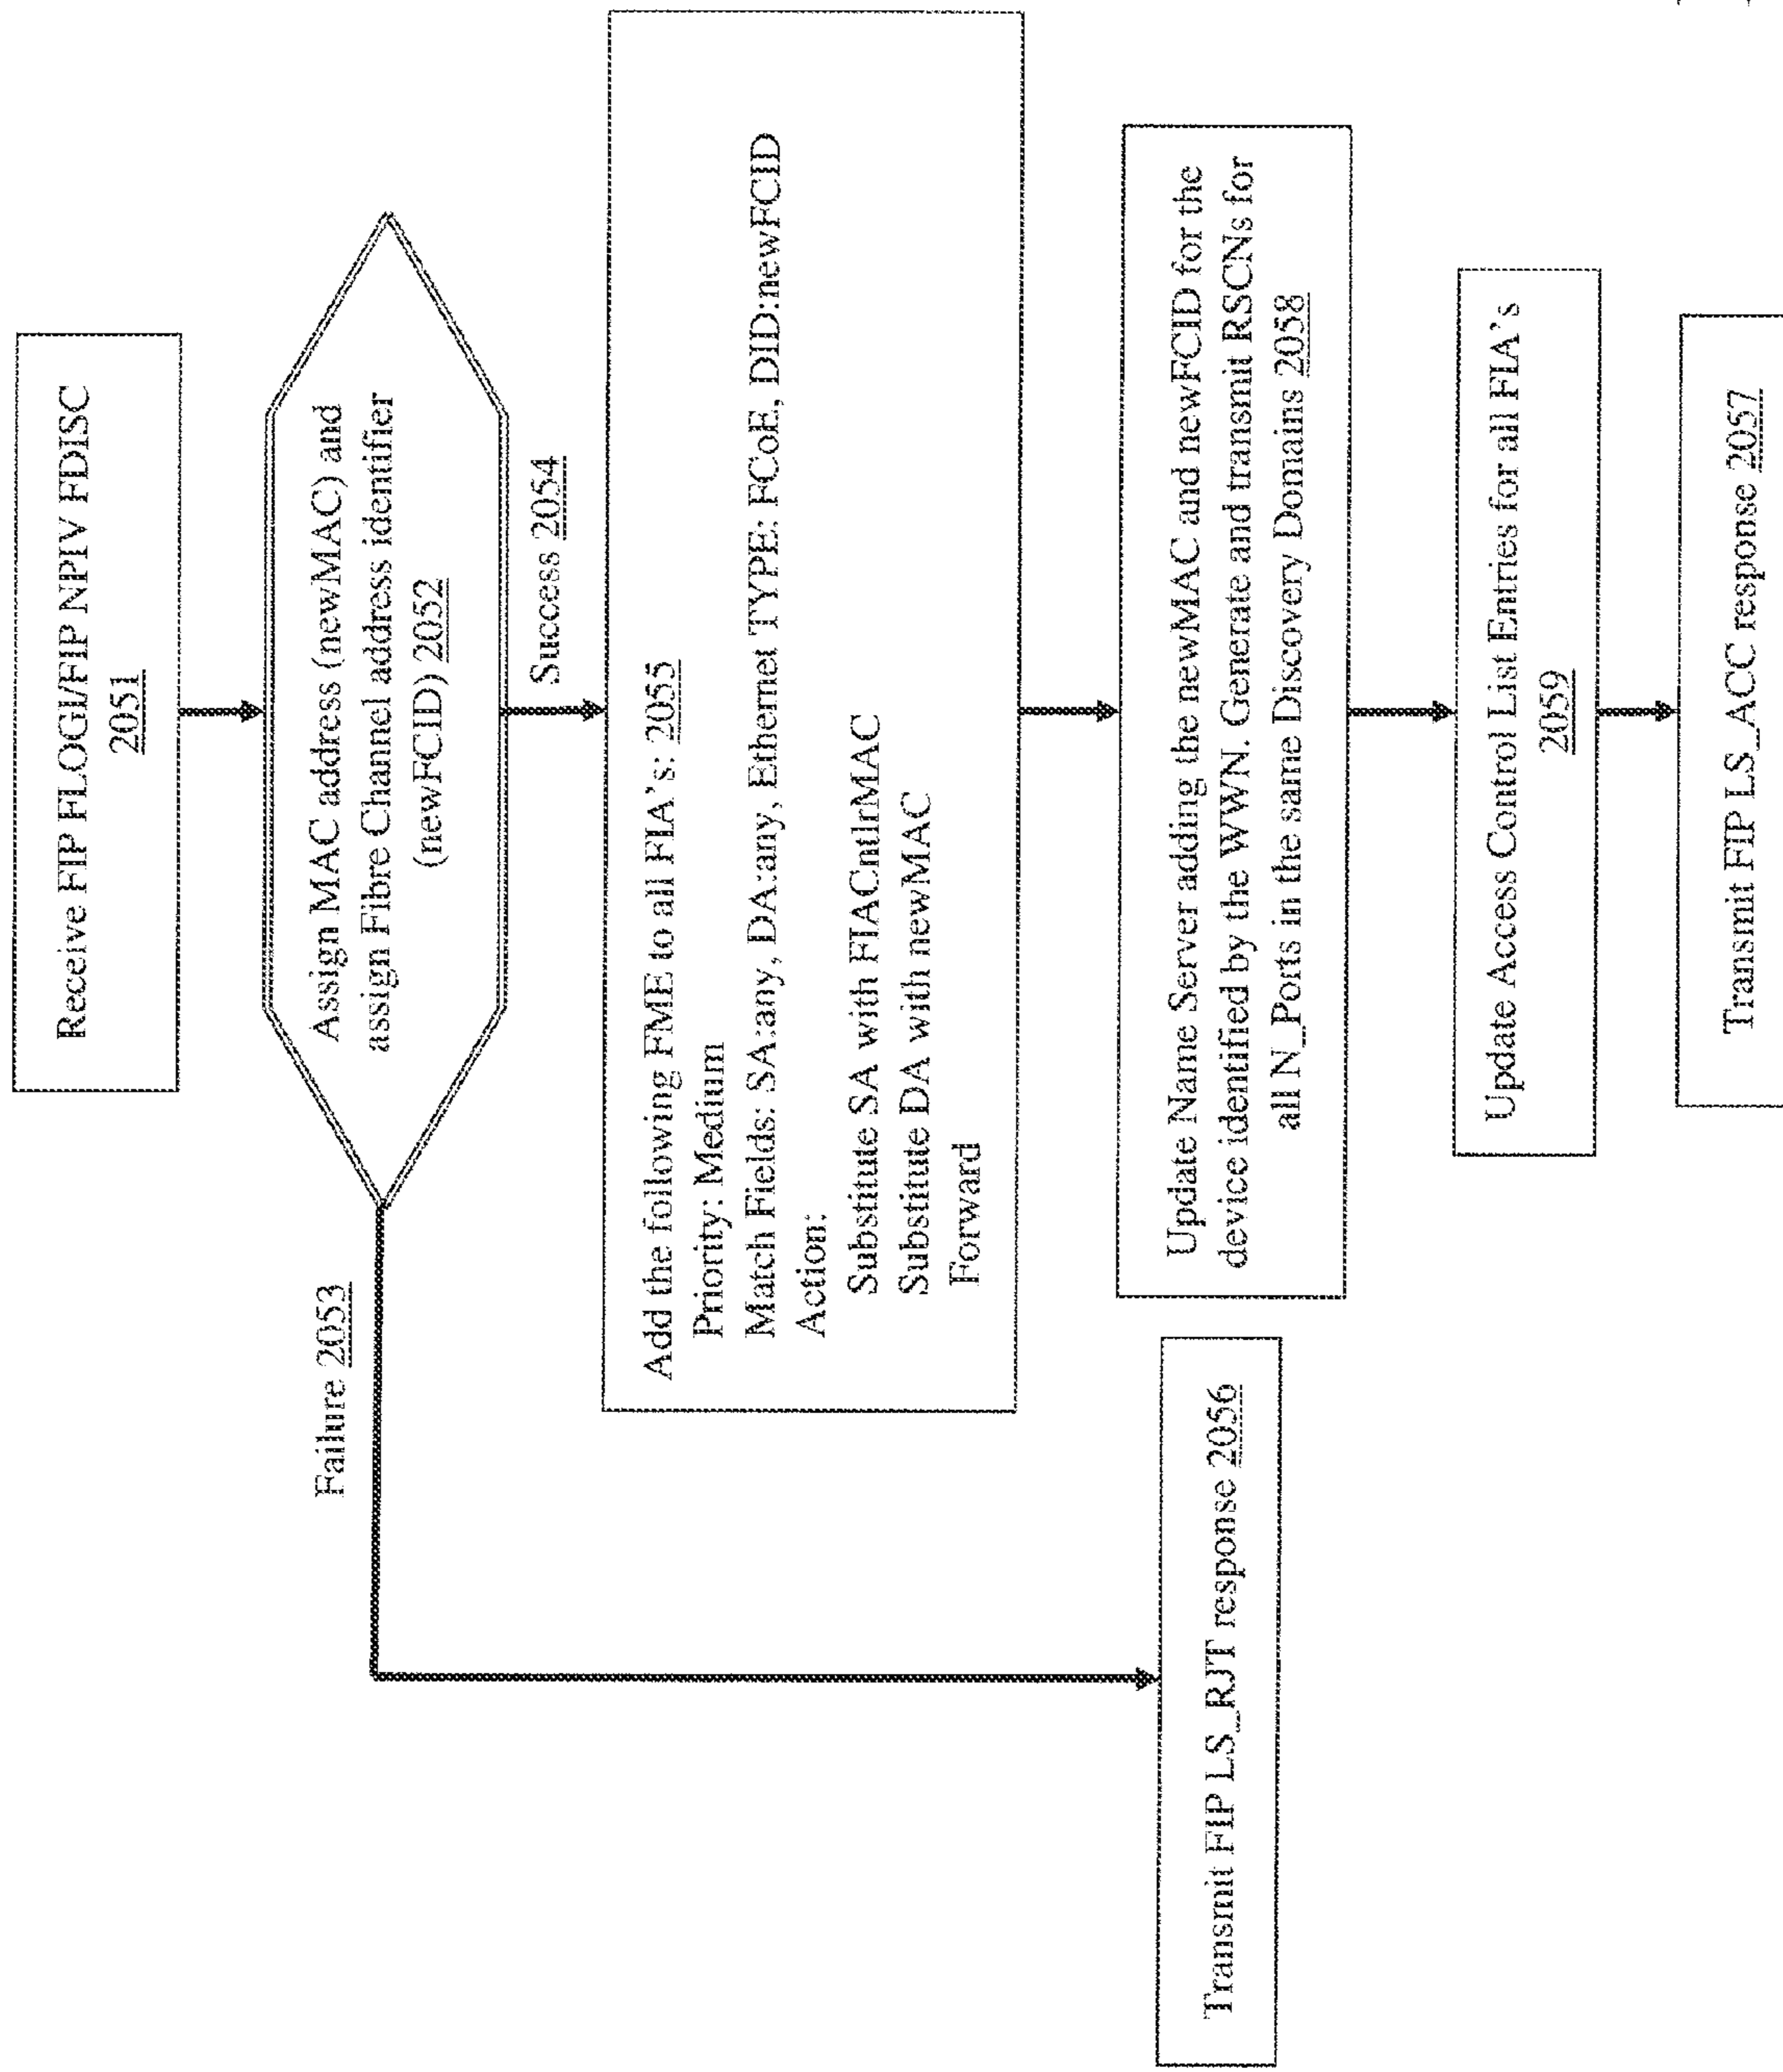 Receive FIP FLOGI/FIP NPIV FDISC
2051
Assign MAC address (newMAC) and
assign Fibre Channel address identifier
(newFCID) 2052
Failure 2053
Success 2054
Add the following FME to all FIA's: 2055
Priority: Medium
Match Fields: SA:any, DA:any, Ethernet TYPE: FCoE, DID:newFCID
Action:
Substitute SA with FIACntlrMAC
Substitute DA with newMAC
Forward
Update Name Server adding the newMAC and newFCID for the
device identified by the WWN. Generate and transmit RSCNs for
all N_Ports in the same Discovery Domains 2058
Transmit FIP LS_RJT response 2056
Update Access Control List Entries for all FIA's
2059
Transmit FIP LS_ACC response 2057